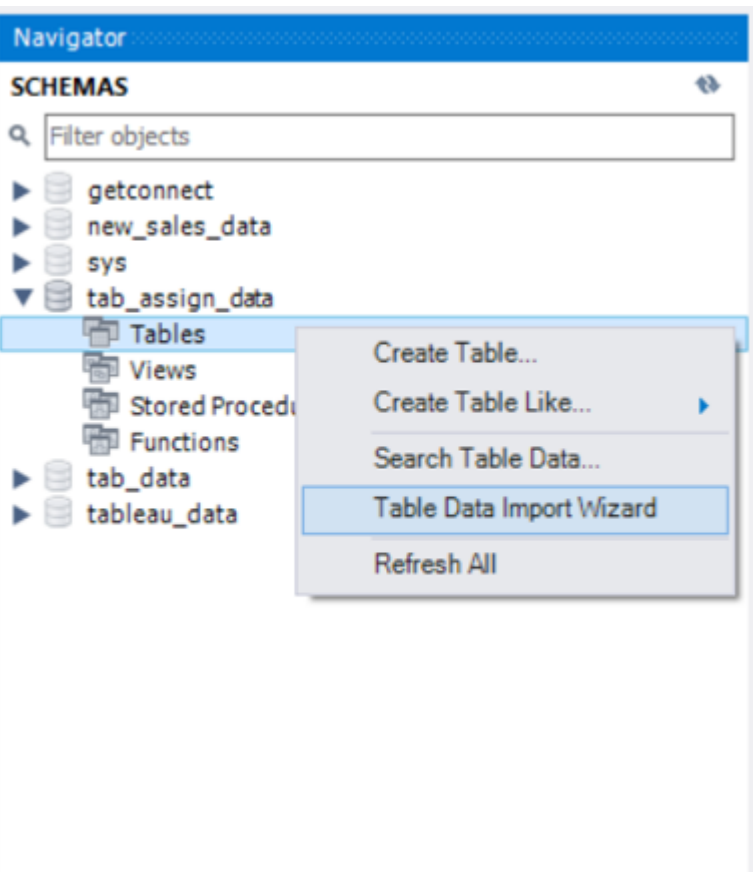 Navigator
SCHEMAS
Filter objects
getconnect
new_sales_data
sys
tab_assign_data
Tables
Views
Stored Procedu
Functions
tab_data
tableau_data
Create Table...
Create Table Like...
Search Table Data...
Table Data Import Wizard
Refresh All